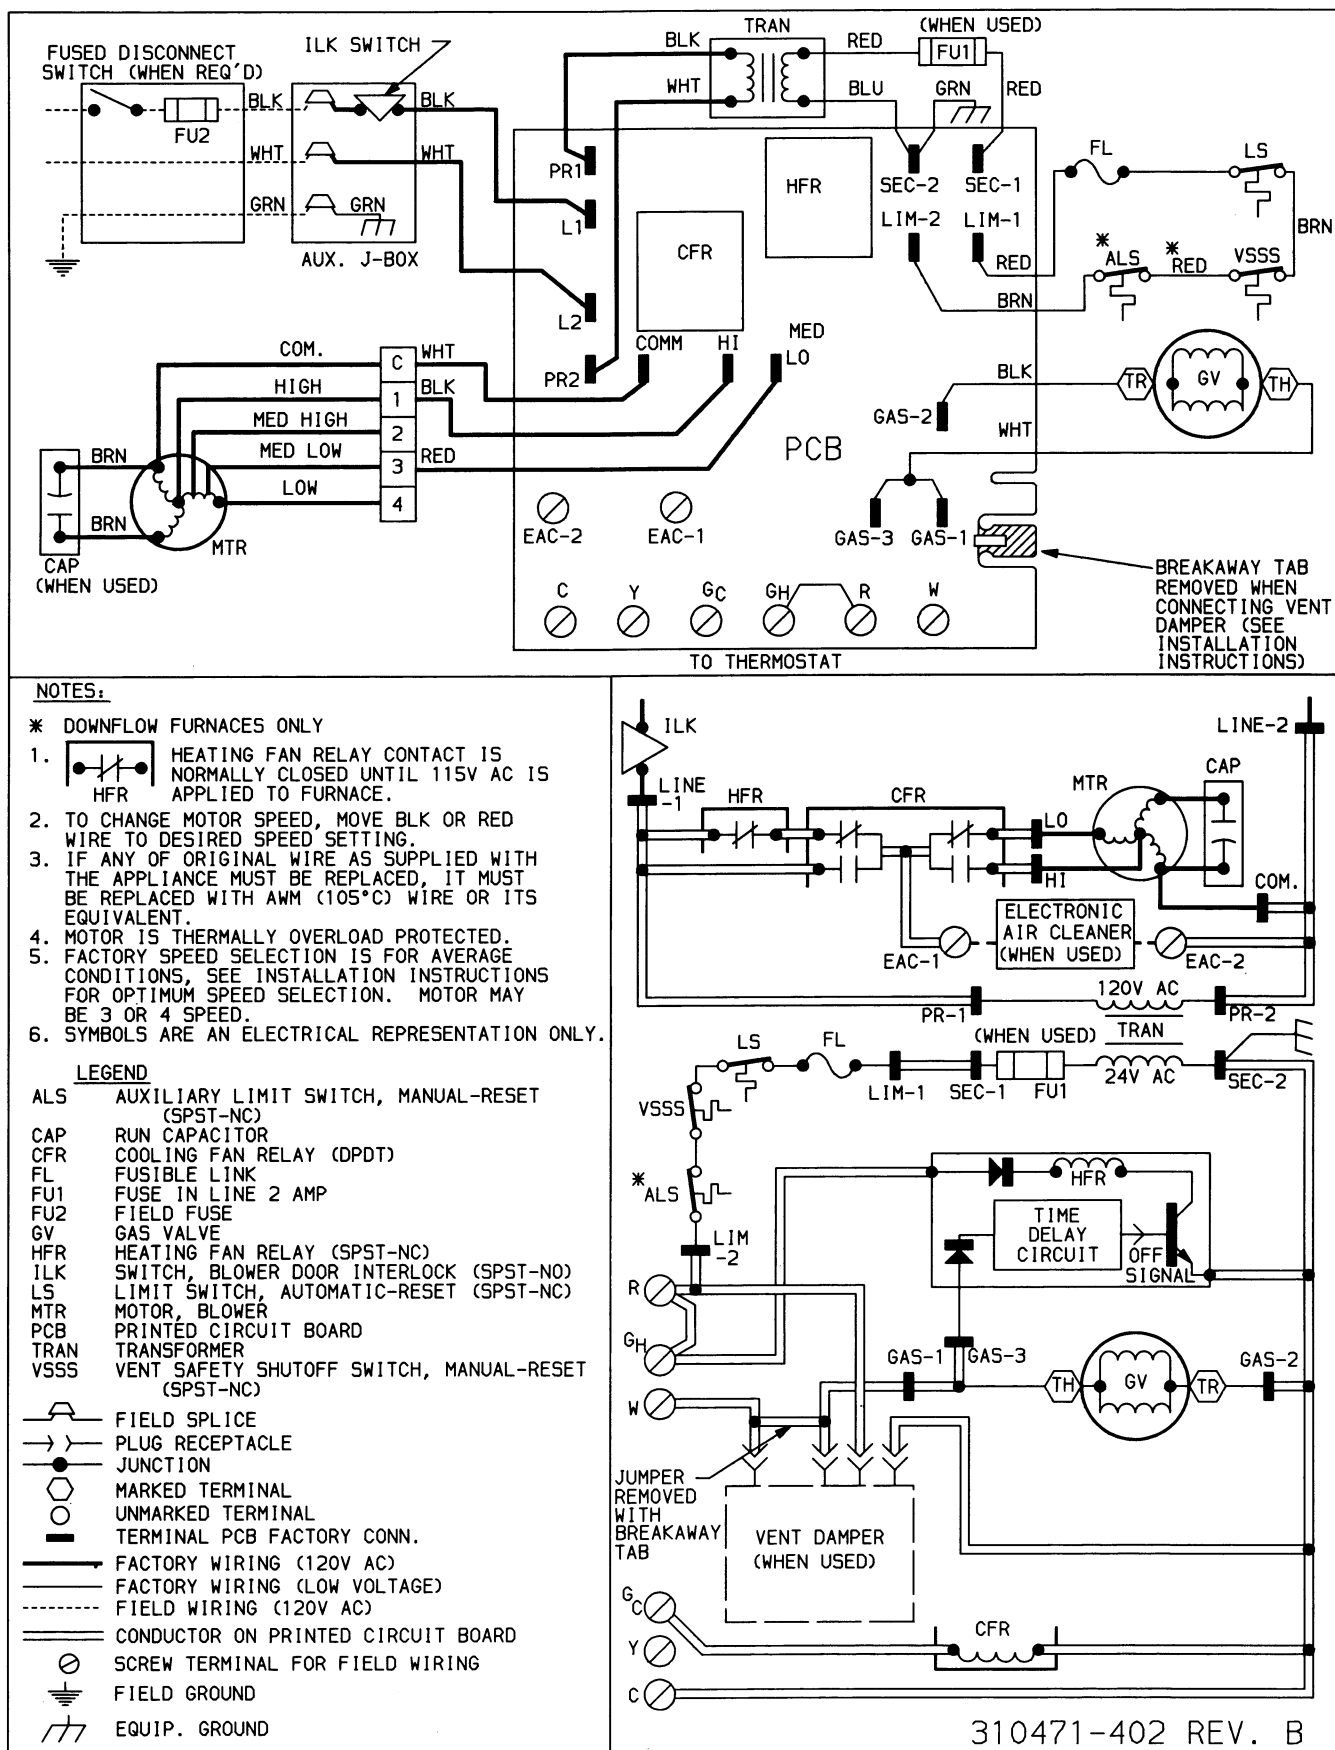 FUSED DISCONNECT
SWITCH (WHEN REQ'D)
ILK SWITCH
BLK
BLK
FU2
WHT
WHT
GRN
GRN
AUX. J-BOX
TRAN
(WHEN USED)
BLK
RED
FU1
WHT
BLU
GRN
RED
PR1
HFR
SEC-2
SEC-1
FL
LS
L1
LIM-2
LIM-1
CFR
BRN
RED
*
ALS
*
RED
VSSS
BRN
L2
MED
COMM
HI
LO
PR2
COM.
C
WHT
HIGH
1
BLK
MED HIGH
2
MED LOW
3
RED
LOW
4
BRN
BRN
MTR
CAP
(WHEN USED)
BLK
TR
GV
TH
GAS-2
WHT
PCB
EAC-2
EAC-1
GAS-3
GAS-1
C
Y
GC
GH
R
W
TO THERMOSTAT
BREAKAWAY TAB
REMOVED WHEN
CONNECTING VENT
DAMPER (SEE
INSTALLATION
INSTRUCTIONS)
NOTES:
* DOWNFLOW FURNACES ONLY
1. HEATING FAN RELAY CONTACT IS
NORMALLY CLOSED UNTIL 115V AC IS
HFR APPLIED TO FURNACE.
2. TO CHANGE MOTOR SPEED, MOVE BLK OR RED
WIRE TO DESIRED SPEED SETTING.
3. IF ANY OF ORIGINAL WIRE AS SUPPLIED WITH
THE APPLIANCE MUST BE REPLACED, IT MUST
BE REPLACED WITH AWM (105°C) WIRE OR ITS
EQUIVALENT.
4. MOTOR IS THERMALLY OVERLOAD PROTECTED.
5. FACTORY SPEED SELECTION IS FOR AVERAGE
CONDITIONS, SEE INSTALLATION INSTRUCTIONS
FOR OPTIMUM SPEED SELECTION. MOTOR MAY
BE 3 OR 4 SPEED.
6. SYMBOLS ARE AN ELECTRICAL REPRESENTATION ONLY.
LEGEND
ALS AUXILIARY LIMIT SWITCH, MANUAL-RESET
(SPST-NC)
CAP RUN CAPACITOR
CFR COOLING FAN RELAY (DPDT)
FL FUSIBLE LINK
FU1 FUSE IN LINE 2 AMP
FU2 FIELD FUSE
GV GAS VALVE
HFR HEATING FAN RELAY (SPST-NC)
ILK SWITCH, BLOWER DOOR INTERLOCK (SPST-NO)
LS LIMIT SWITCH, AUTOMATIC-RESET (SPST-NC)
MTR MOTOR, BLOWER
PCB PRINTED CIRCUIT BOARD
TRAN TRANSFORMER
VSSS VENT SAFETY SHUTOFF SWITCH, MANUAL-RESET
(SPST-NC)
FIELD SPLICE
PLUG RECEPTACLE
JUNCTION
MARKED TERMINAL
UNMARKED TERMINAL
TERMINAL PCB FACTORY CONN.
FACTORY WIRING (120V AC)
FACTORY WIRING (LOW VOLTAGE)
FIELD WIRING (120V AC)
CONDUCTOR ON PRINTED CIRCUIT BOARD
SCREW TERMINAL FOR FIELD WIRING
FIELD GROUND
EQUIP. GROUND
ILK
LINE-2
LINE
-1
HFR
CFR
MTR
CAP
LO
HI
COM.
EAC-1
ELECTRONIC
AIR CLEANER
(WHEN USED)
EAC-2
PR-1
120V AC
PR-2
TRAN
(WHEN USED)
LS
FL
LIM-1
SEC-1
FU1
24V AC
SEC-2
VSSS
*
ALS
LIM
-2
HFR
TIME
DELAY
CIRCUIT
OFF
SIGNAL
R
GH
GAS-1
GAS-3
TH
GV
TR
GAS-2
W
JUMPER
REMOVED
WITH
BREAKAWAY
TAB
VENT DAMPER
(WHEN USED)
GC
CFR
Y
C
310471-402 REV. B